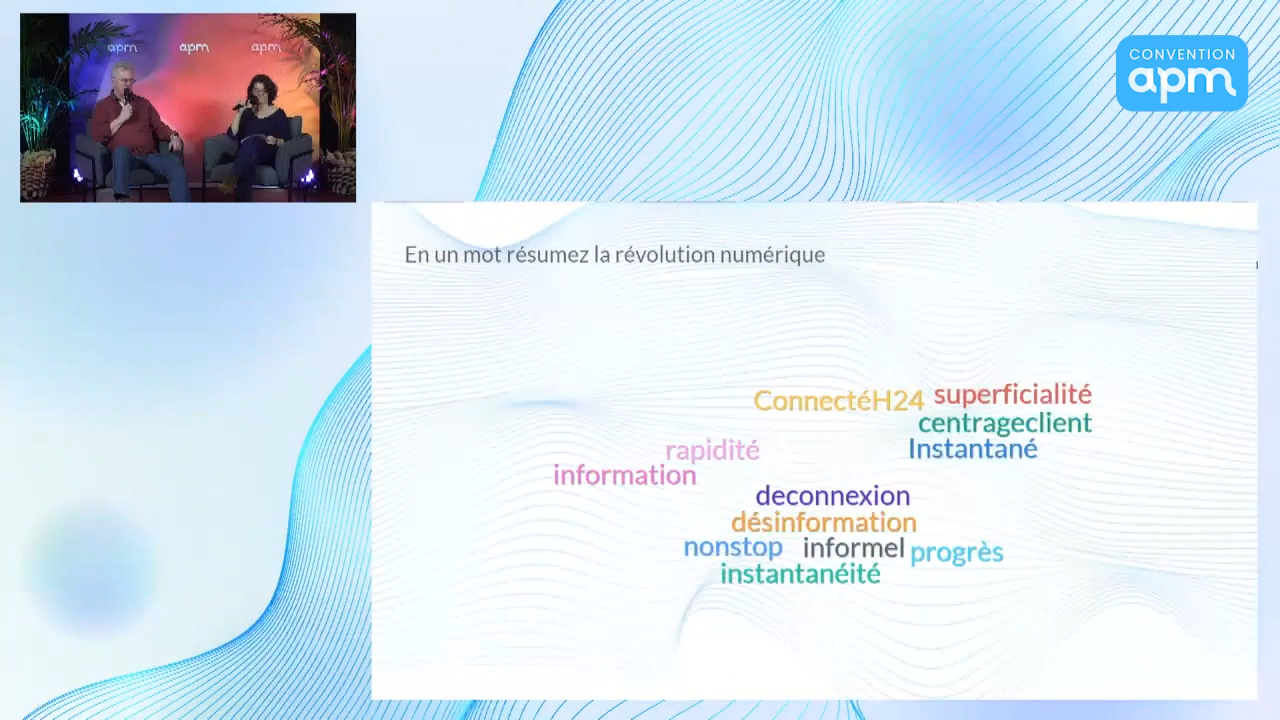 apm apm apm
CONVENTION
apm
En un mot résumez la révolution numérique
ConnectéH24 superficialité
centrageclient
rapidité Instantané
information
deconnexion
désinformation
nonstop informel progrès
instantanéité